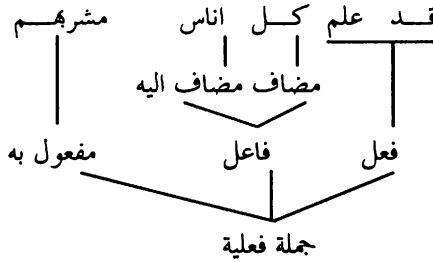 قد علم كل اناس مشربهم
مضاف مضاف اليه
فعل فاعل مفعول به
جملة فعلية